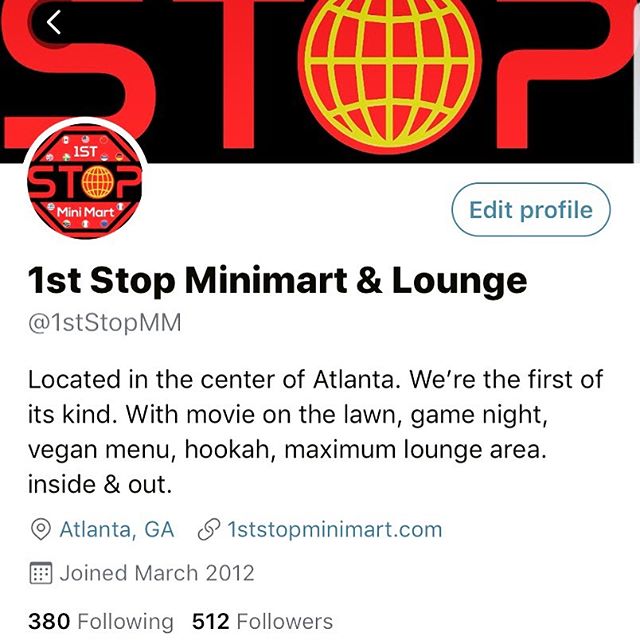 STOP
1ST
STOP
Mini Mart
Edit profile
1st Stop Minimart & Lounge
@1stStopMM
Located in the center of Atlanta. We’re the first of
its kind. With movie on the lawn, game night,
vegan menu, hookah, maximum lounge area.
inside & out.
Atlanta, GA 1ststopminimart.com
Joined March 2012
380 Following 512 Followers